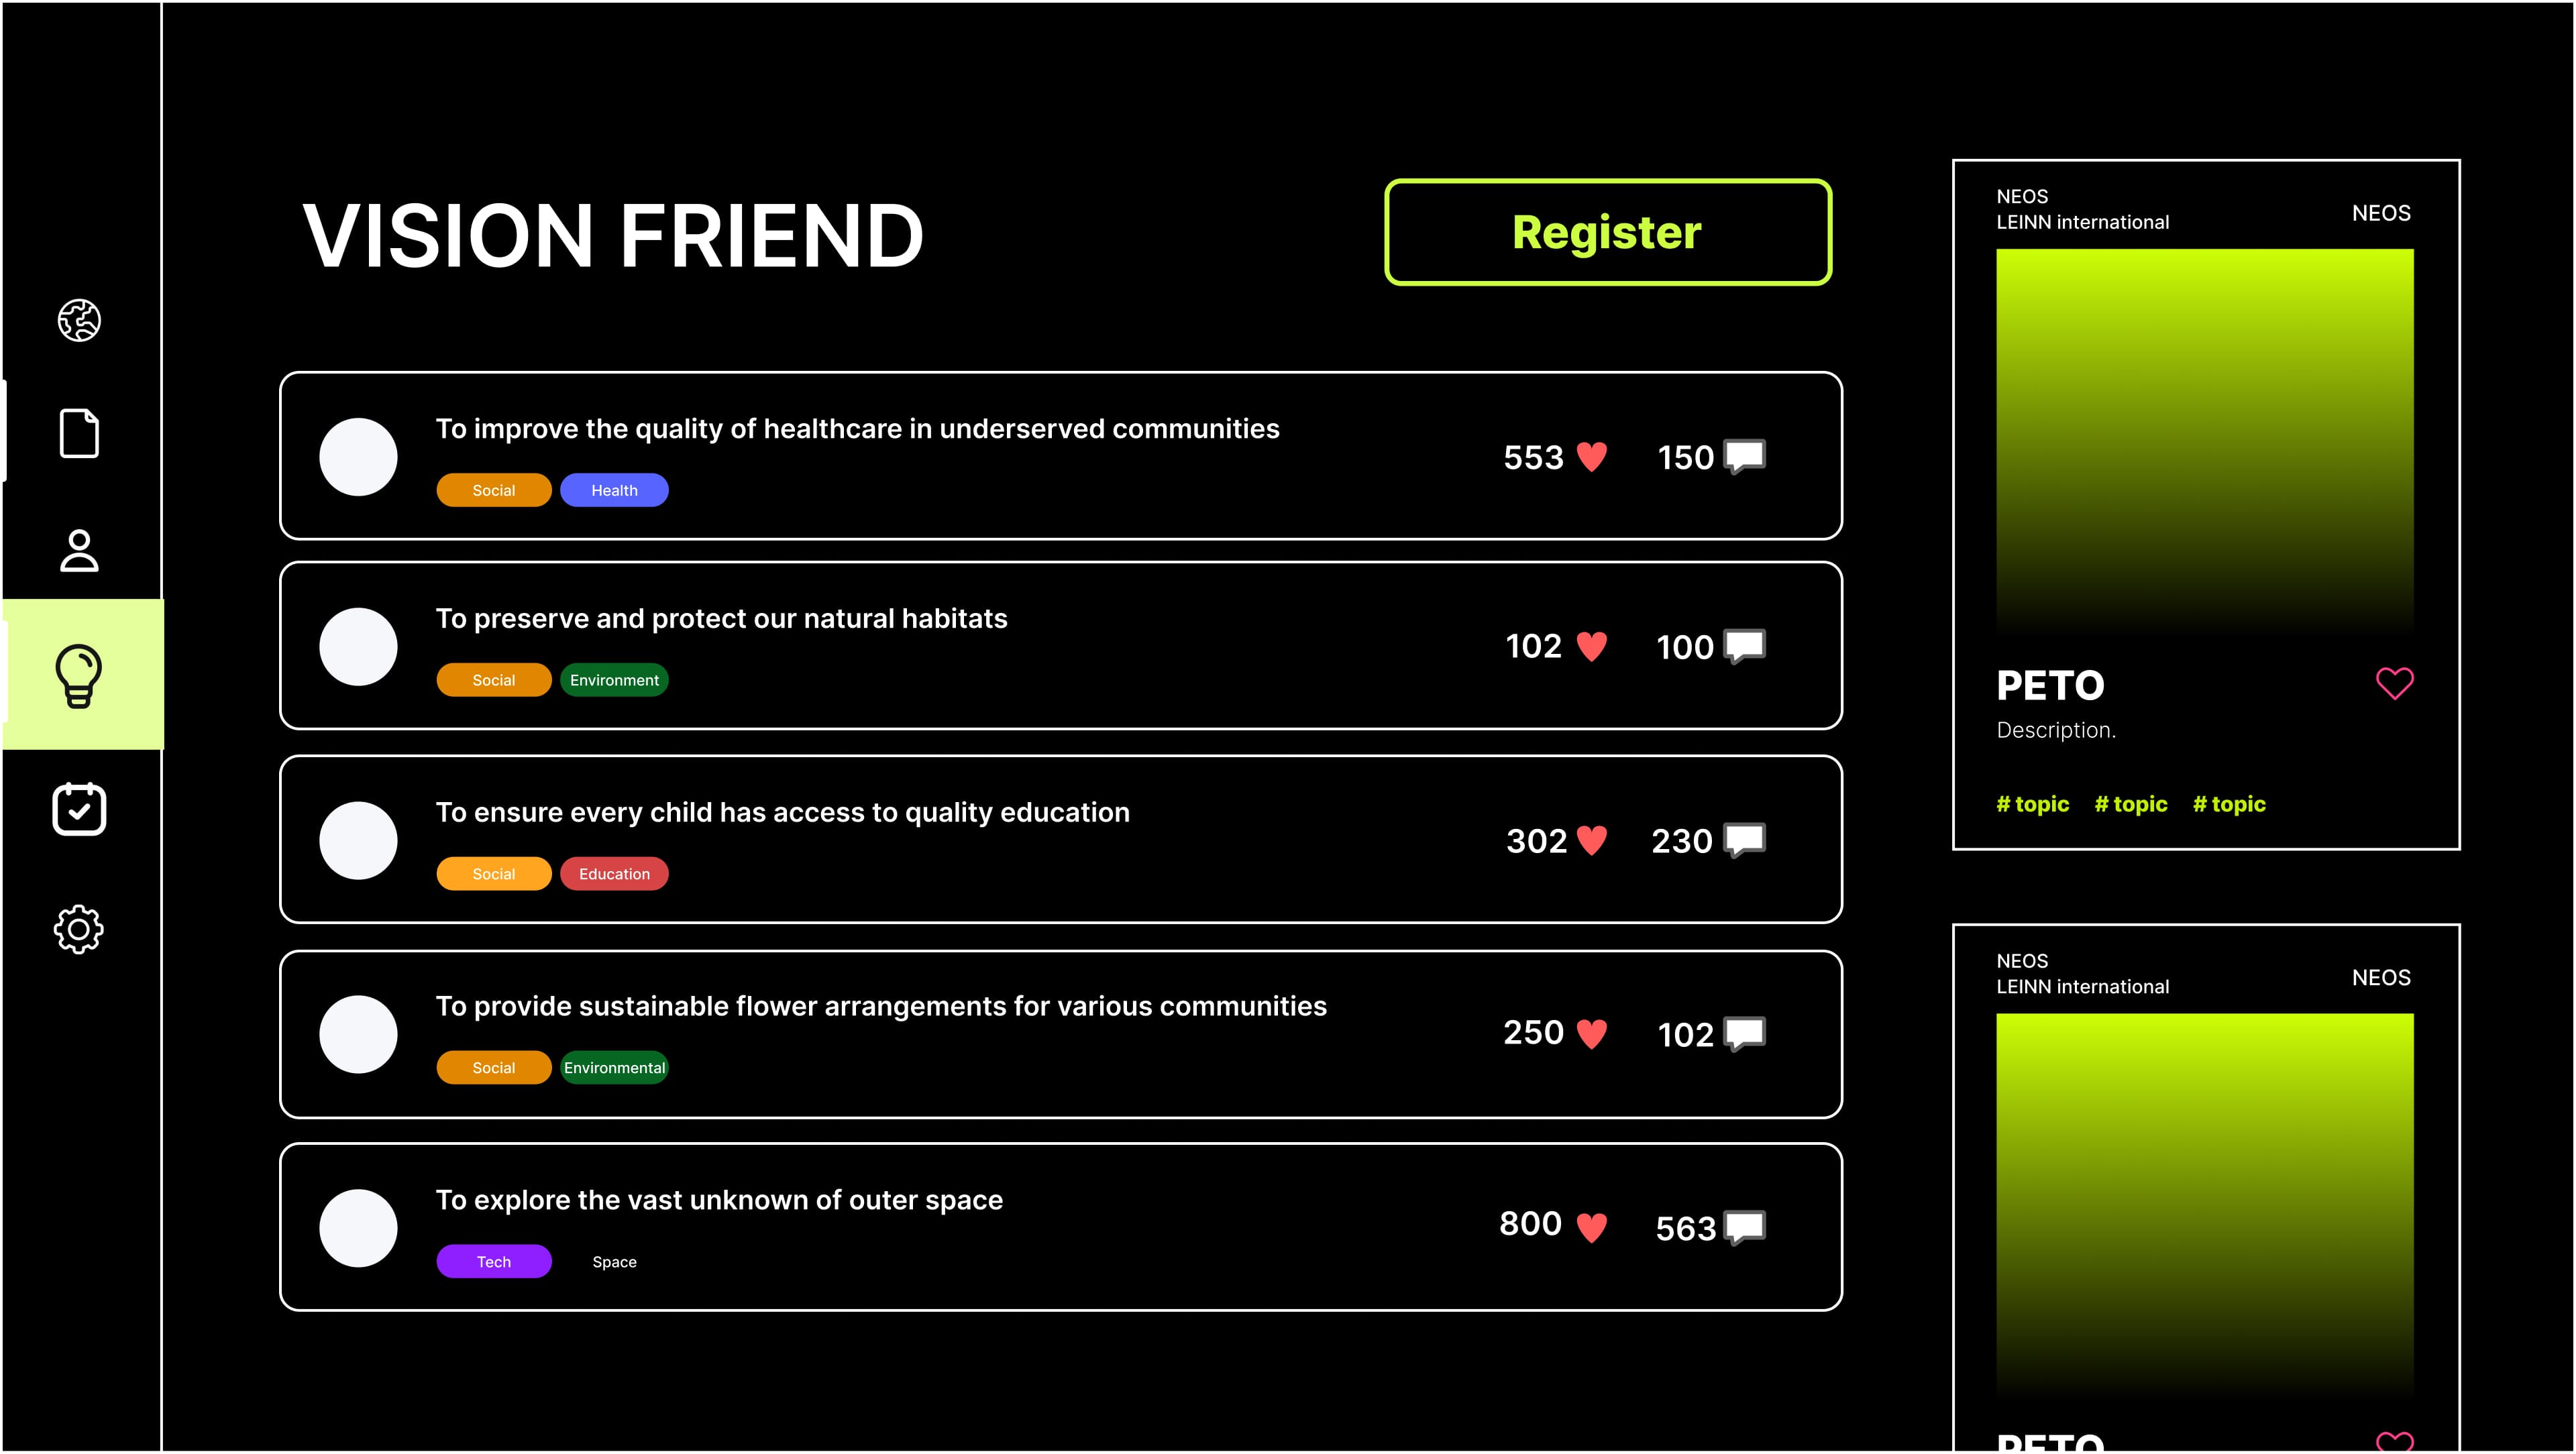 VISION FRIEND
Register
To improve the quality of healthcare in underserved communities
Social
Health
553
150
To preserve and protect our natural habitats
Social
Environment
102
100
To ensure every child has access to quality education
Social
Education
302
230
To provide sustainable flower arrangements for various communities
Social
Environmental
250
102
To explore the vast unknown of outer space
Tech
Space
800
563
NEOS
LEINN international
NEOS
PETO
Description.
# topic # topic # topic
NEOS
LEINN international
NEOS
PETO